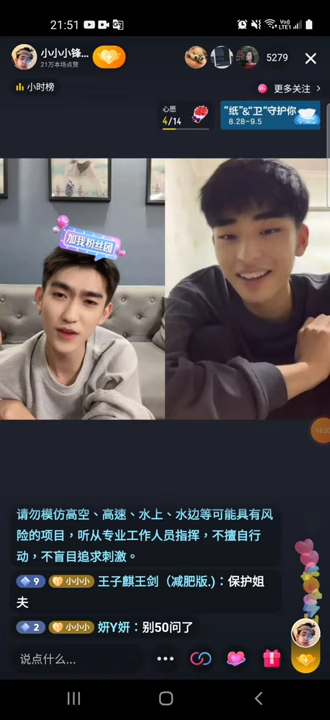 21:51
Vo)) LTE1
小小小锋...
21万本场点赞
5279
小时榜
更多关注
心愿
4/14
"纸"&"卫"守护你
8.28-9.5
加我粉丝团
请勿模仿高空、高速、水上、水边等可能具有风
险的项目，听从专业工作人员指挥，不擅自行
动，不盲目追求刺激。
9 小小小 王子麒王剑（减肥版.)：保护姐
夫
2 小小小 妍Y妍：别50问了
说点什么...